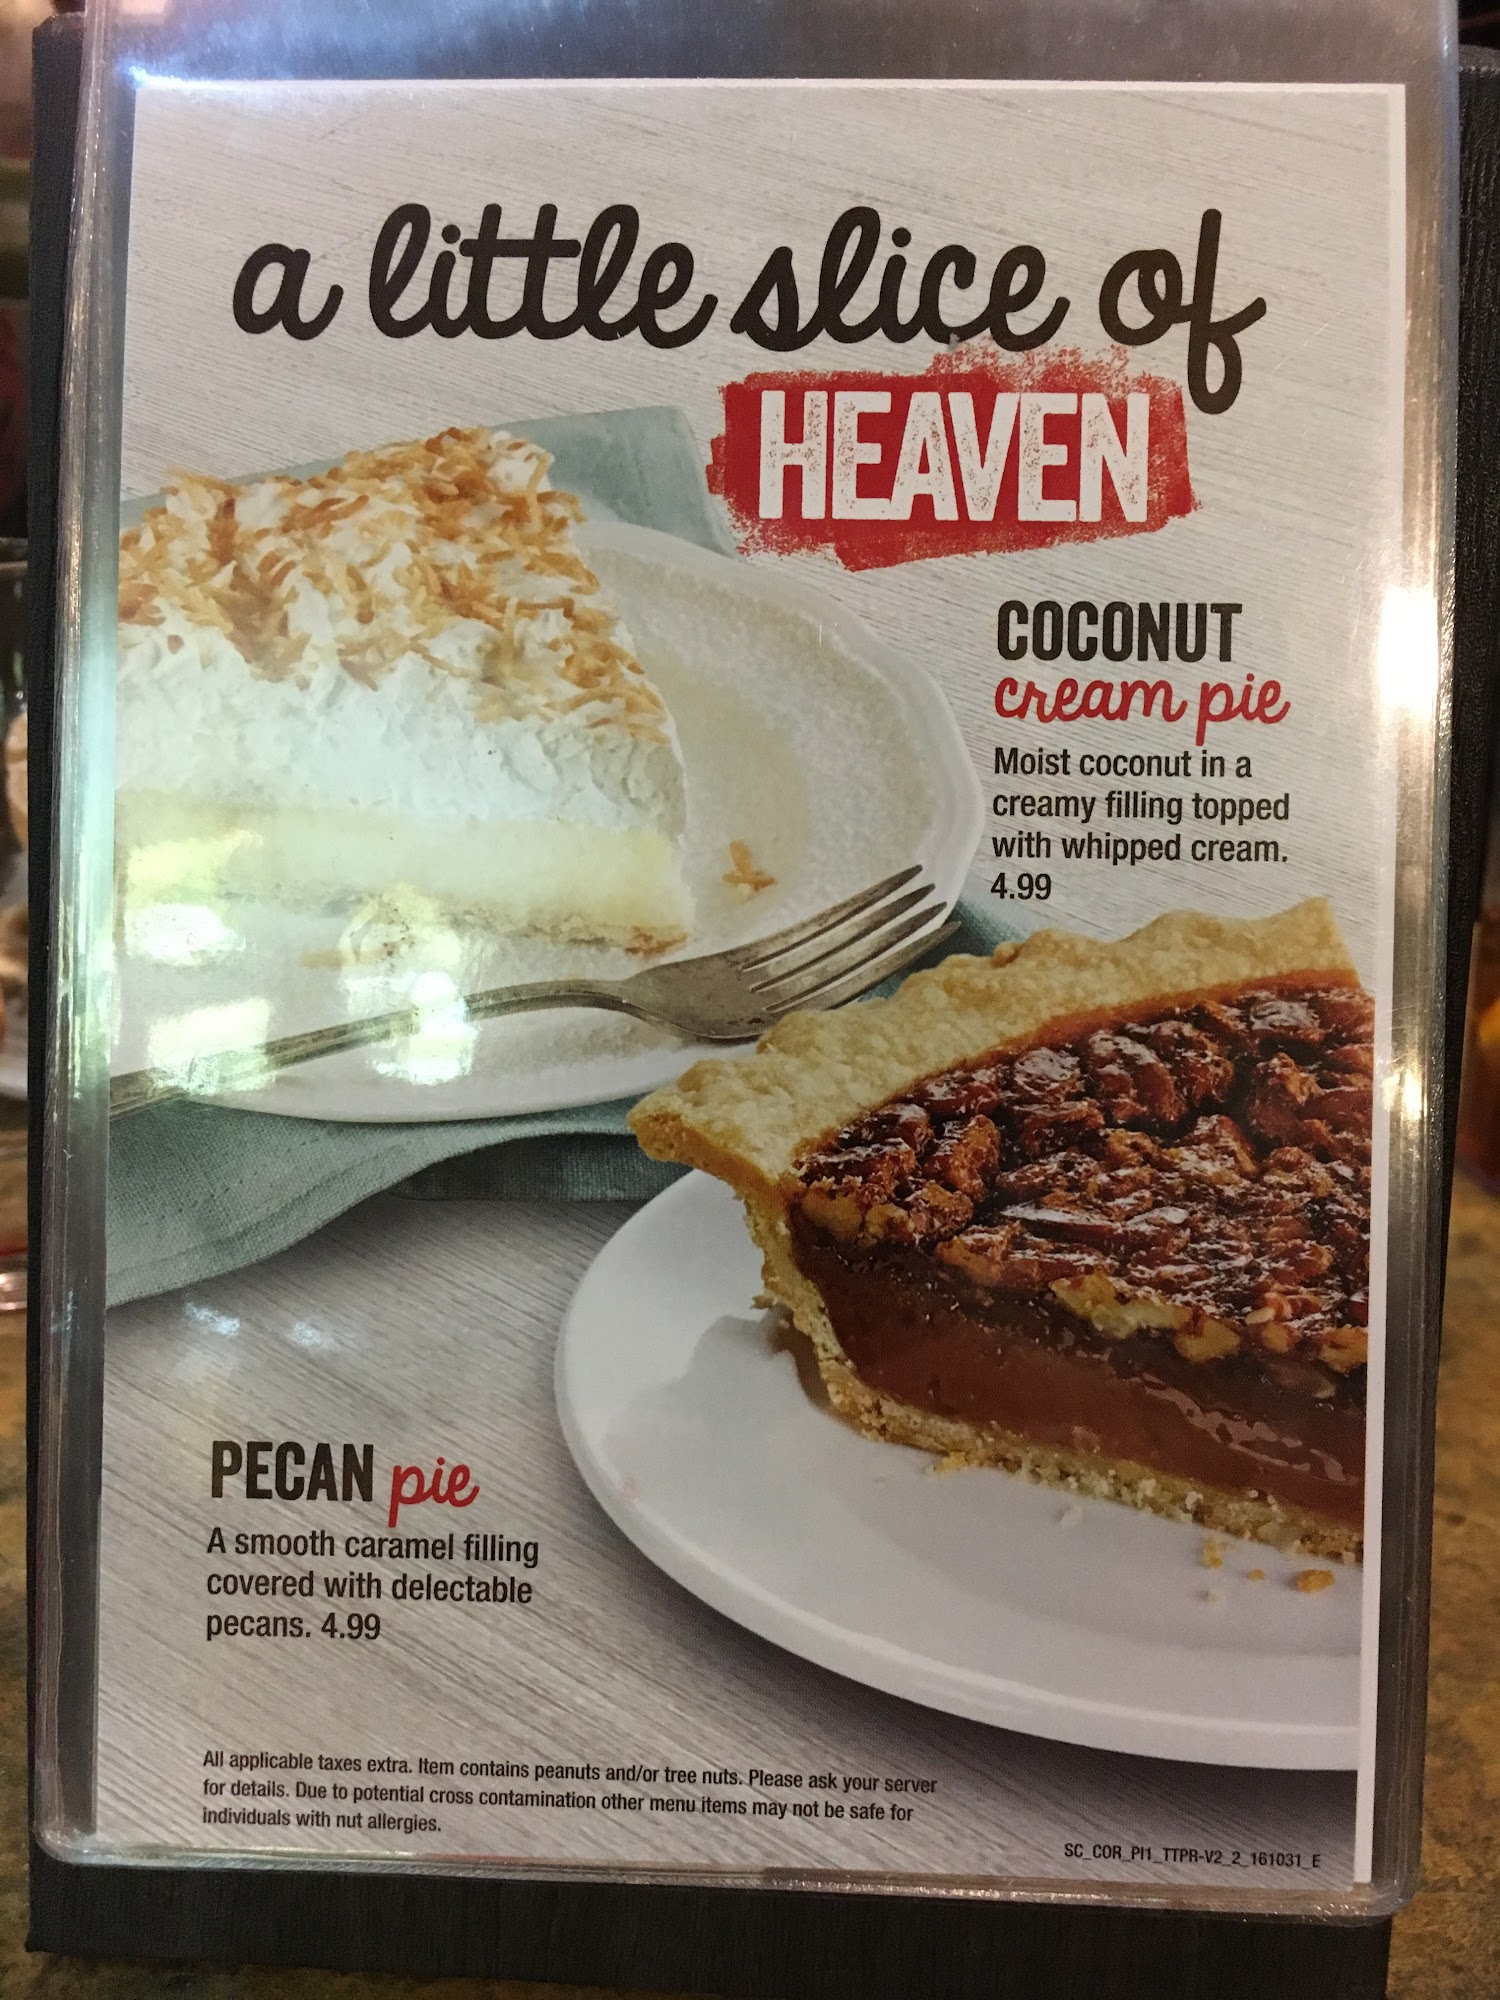 a little slice of
HEAVEN
COCONUT
cream pie
Moist coconut in a
creamy filling topped
with whipped cream.
4.99
PECAN pie
A smooth caramel filling
covered with delectable
pecans. 4.99
All applicable taxes extra. Item contains peanuts and/or tree nuts. Please ask your server
for details. Due to potential cross contamination other menu items may not be safe for
individuals with nut allergies.
SC_COR_PI1_TTPR-V2_2_161031_E